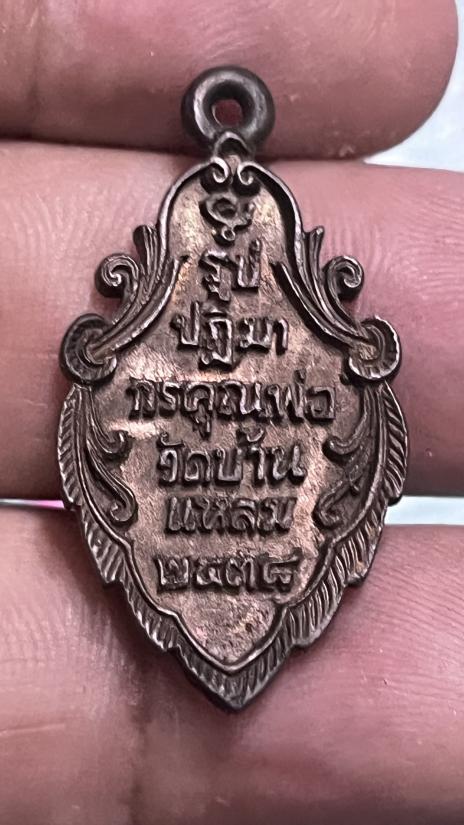 รูป
ปฏิมา
กรคุณพ่อ
วัดบ้าน
แหลม
๒๔๓๘